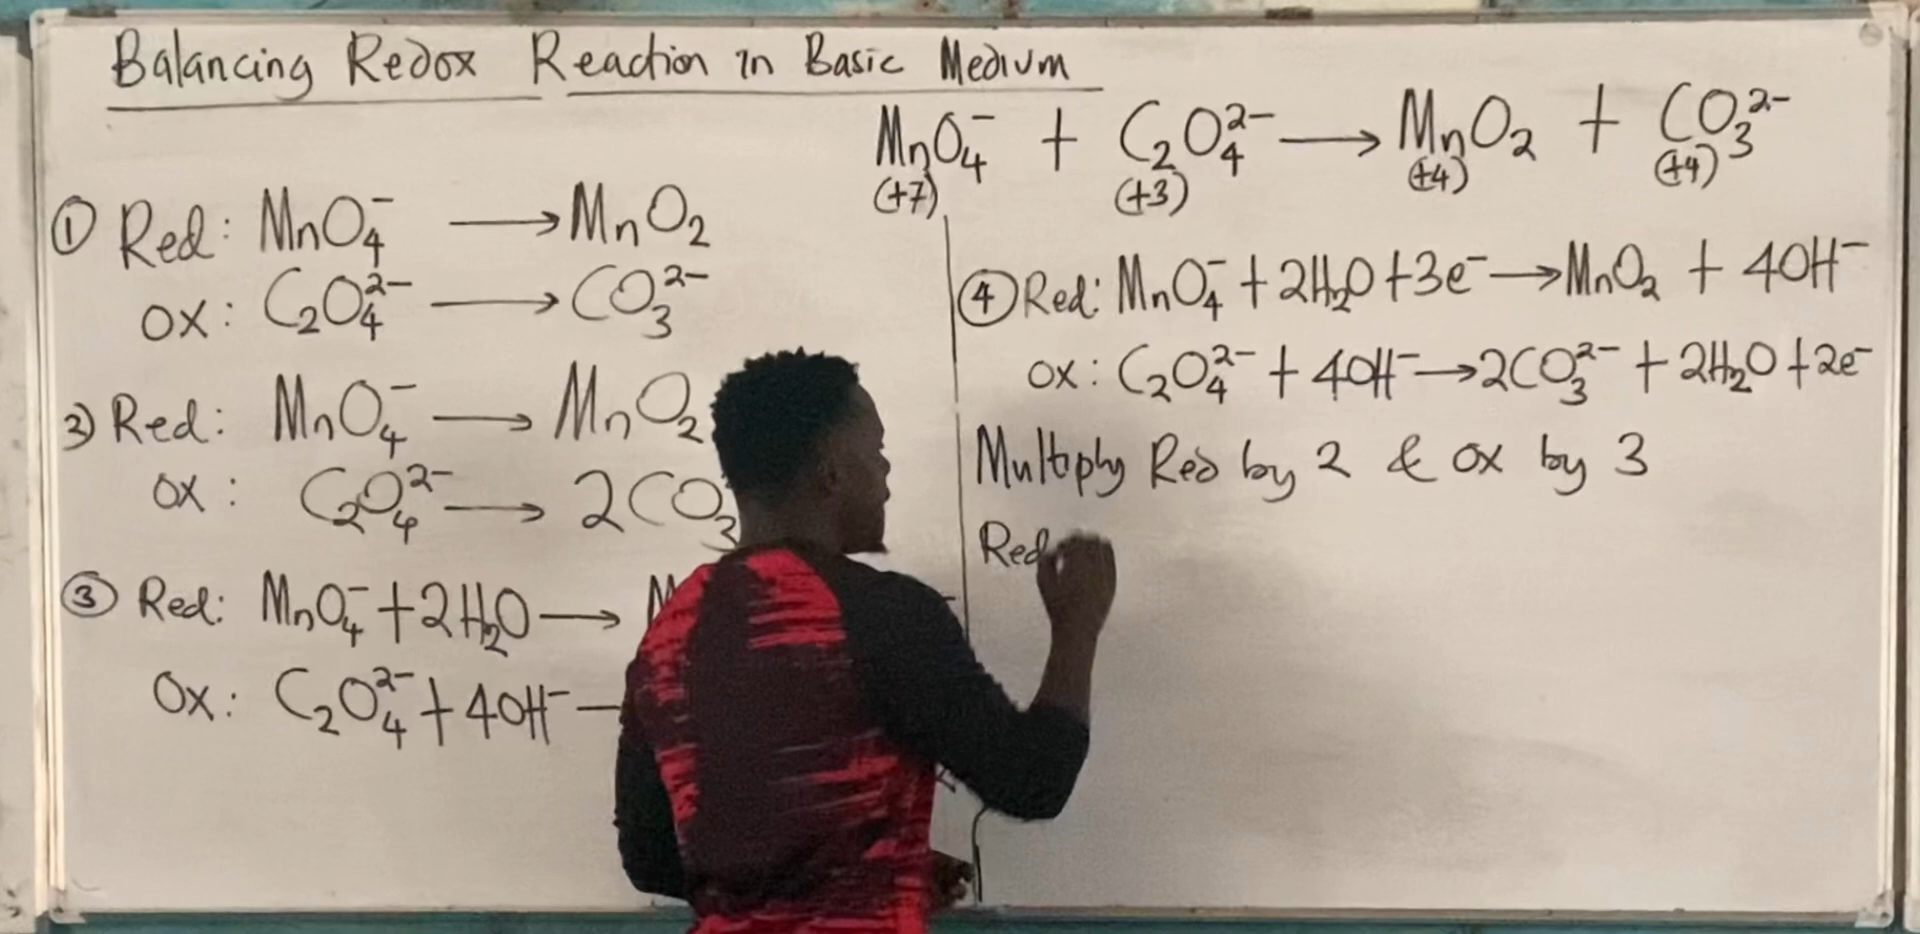 Balancing Redox Reaction in Basic Medium
MnO₄⁻ + C₂O₄²⁻ → MnO₂ + CO₃²⁻
(+7) (+3) (+4) (+4)
① Red: MnO₄⁻ → MnO₂
OX: C₂O₄²⁻ → CO₃²⁻
2) Red: MnO₄⁻ → MnO₂
OX: C₂O₄²⁻ → 2CO₃
③ Red: MnO₄⁻ + 2H₂O → M
OX: C₂O₄²⁻ + 4OH⁻
④ Red: MnO₄⁻ + 2H₂O + 3e⁻ → MnO₂ + 4OH⁻
OX: C₂O₄²⁻ + 4OH⁻ → 2CO₃²⁻ + 2H₂O + 2e⁻
Multiply Red by 2 & OX by 3
Red